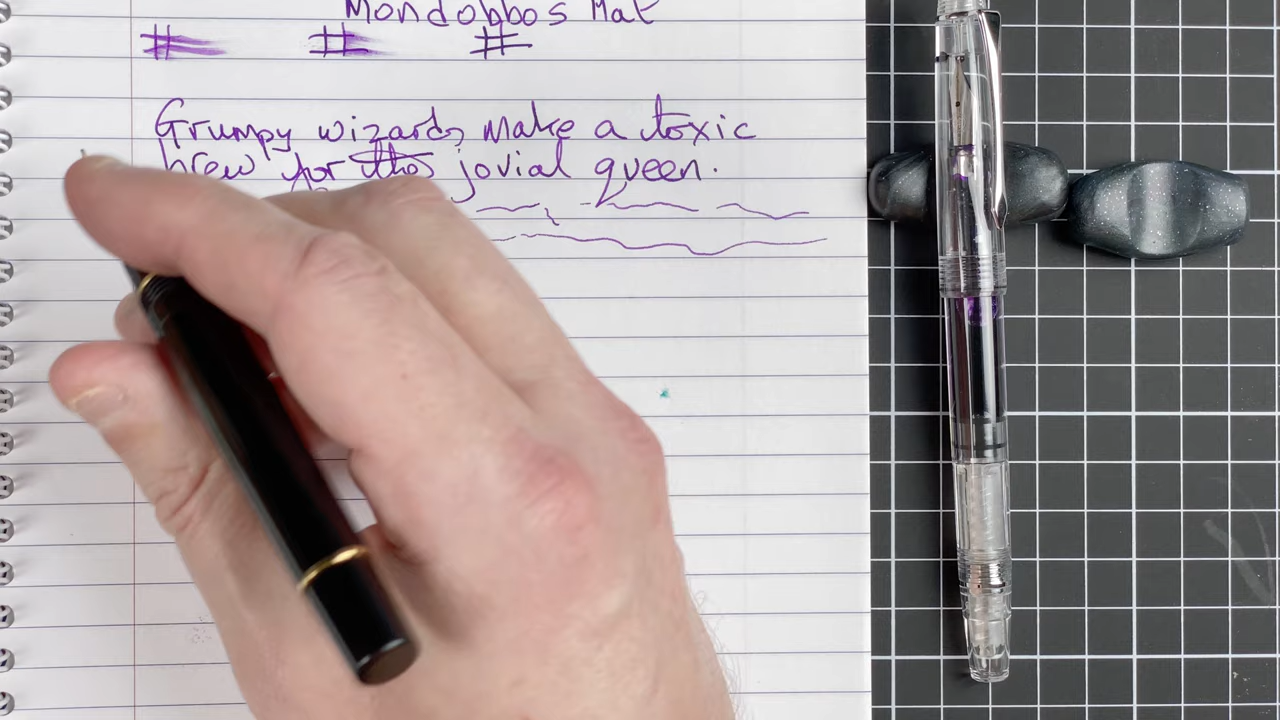 Mondobbos Mat
Grumpy wizards make a toxic
brew for the jovial queen.